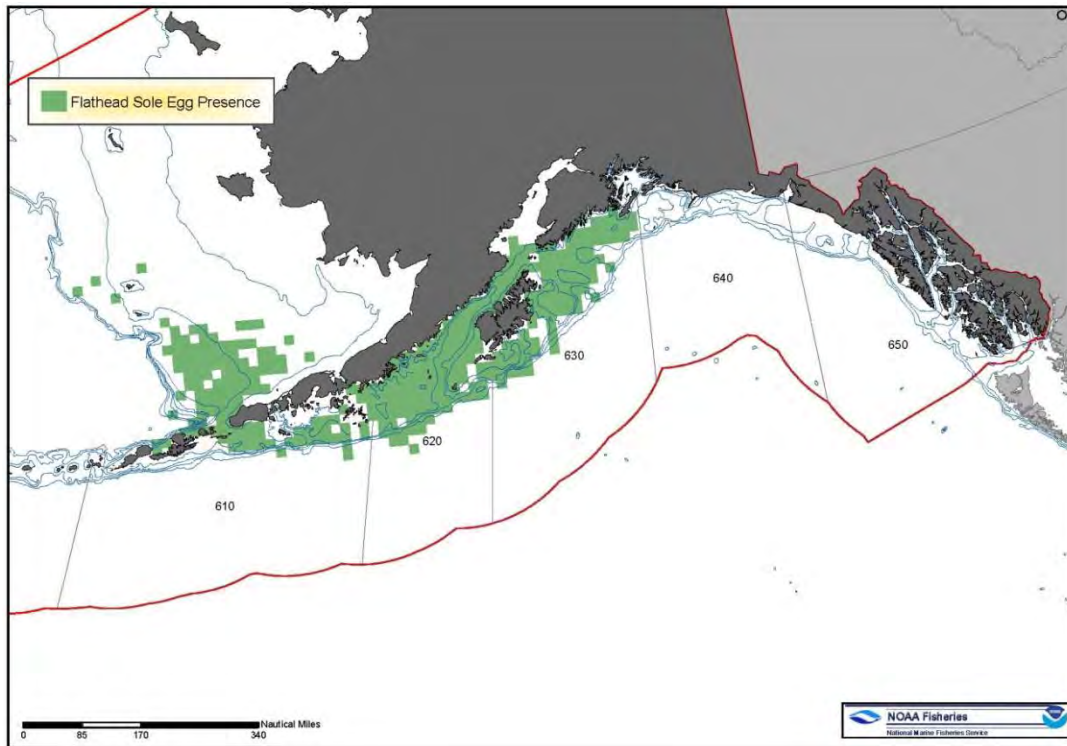 Flathead Sole Egg Presence
640
650
630
620
610
Nautical Miles
0 85 170 340
NOAA Fisheries
National Marine Fisheries Service